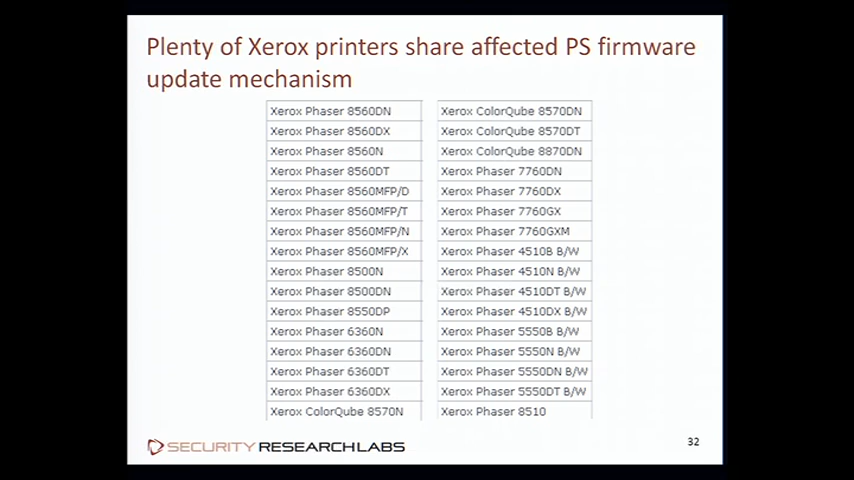 Plenty of Xerox printers share affected PS firmware
update mechanism
Xerox Phaser 8560DN
Xerox Phaser 8560DX
Xerox Phaser 8560N
Xerox Phaser 8560DT
Xerox Phaser 8560MFP/D
Xerox Phaser 8560MFP/T
Xerox Phaser 8560MFP/N
Xerox Phaser 8560MFP/X
Xerox Phaser 8500N
Xerox Phaser 8500DN
Xerox Phaser 8550DP
Xerox Phaser 6360N
Xerox Phaser 6360DN
Xerox Phaser 6360DT
Xerox Phaser 6360DX
Xerox ColorQube 8570N
Xerox ColorQube 8570DN
Xerox ColorQube 8570DT
Xerox ColorQube 8870DN
Xerox Phaser 7760DN
Xerox Phaser 7760DX
Xerox Phaser 7760GX
Xerox Phaser 7760GXM
Xerox Phaser 4510B B/W
Xerox Phaser 4510N B/W
Xerox Phaser 4510DT B/W
Xerox Phaser 4510DX B/W
Xerox Phaser 5550B B/W
Xerox Phaser 5550N B/W
Xerox Phaser 5550DN B/W
Xerox Phaser 5550DT B/W
Xerox Phaser 8510
SECURITY RESEARCH LABS
32